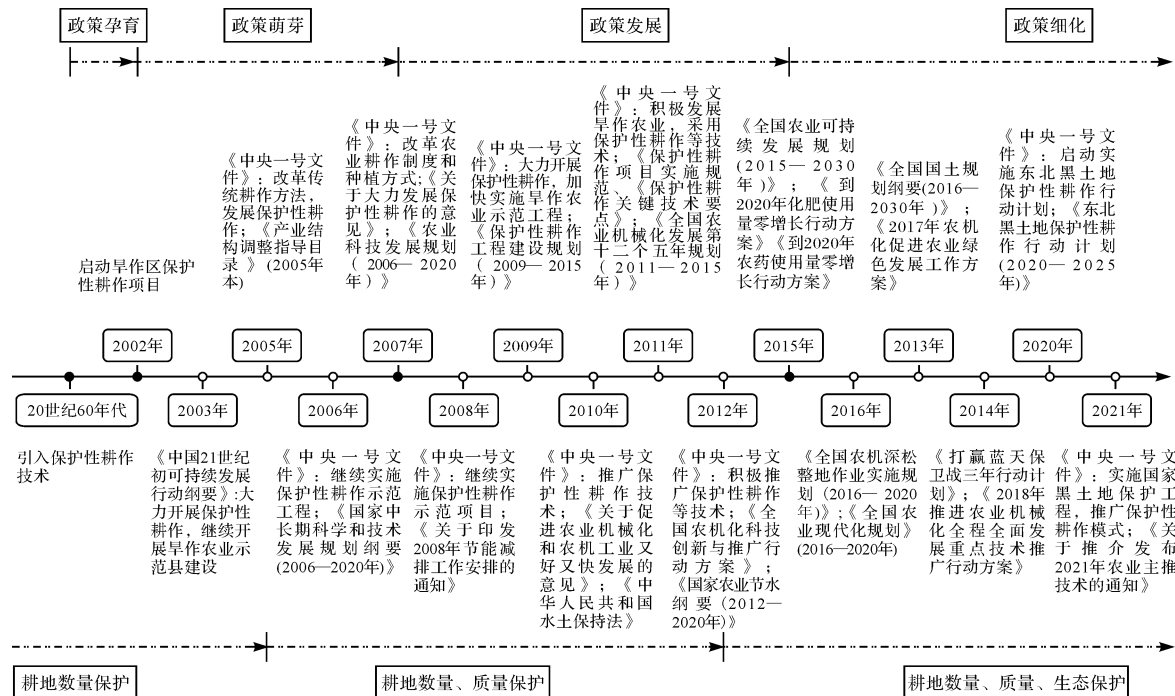 政策孕育
政策萌芽
政策发展
政策细化
启动旱作区保护
性耕作项目
《中央一号文
件》：改革传
统耕作方法，
发展保护性耕
作；《产业结
构调整指导目
录》(2005年
本)
《中央一号文
件》：改革农
业耕作制度和
种植方式;《关
于大力发展保
护性耕作的意
见》；《农业
科技发展规划
(2006—2020
年)》
《中央一号文
件》：大力开展
保护性耕作，加
快实施旱作农
业示范工程；
《保护性耕作
工程建设规划
(2009—2015
年)》
《中央一号文
件》：积极发展
旱作农业，采用
保护性耕作等技
术；《保护性耕
作项目实施规
范、《保护性耕
作关键技术要
点》；《全国农
业机械化发展第
十二个五年规划
(2011—2015
年)》
《全国农业可持
续发展规划
(2015—2030
年)》；《到
2020年化肥使用
量零增长行动方
案》《到2020年
农药使用量零增
长行动方案》
《全国国土规
划纲要(2016—
2030年)》；
《2017年农机
化促进农业绿
色发展工作方
案》
《中央一号文
件》：启动实
施东北黑土地
保护性耕作行
动计划；《东北
黑土地保护性耕
作行动计划
(2020—2025
年)》
2002年
2005年
2007年
2009年
2011年
2015年
2013年
2020年
20世纪60年代
2003年
2006年
2008年
2010年
2012年
2016年
2014年
2021年
引入保护性耕作
技术
《中国21世纪
初可持续发展
行动纲要》:大
力开展保护性
耕作，继续开
展旱作农业示
范县建设
《中央一号文
件》：继续实施
保护性耕作示范
工程；《国家中
长期科学和技术
发展规划纲要
(2006—2020年)》
《中央一号文
件》：继续实
施保护性耕作
示范项目；
《关于印发
2008年节能减
排工作安排的
通知》
《中央一号文
件》：推广保
护性耕作技
术；《关于促
进农业机械化
和农机工业又
好又快发展的
意见》；《中
华人民共和国
水土保持法》
《中央一号文
件》：积极推
广保护性耕作
等技术；《全
国农机化科技
创新与推广行
动方案》；
《国家农业节水
纲要(2012—
2020年)》
《全国农机深松
整地作业实施规
划(2016—2020
年)》;《全国农
业现代化规划》
(2016—2020年)
《打赢蓝天保
卫战三年行动计
划》；《2018年
推进农业机械
化全程全面发
展重点技术推
广行动方案》
《中央一号文
件》：实施国家
黑土地保护工
程，推广保护性
耕作模式；《关
于推介发布
2021年农业主推
技术的通知》
耕地数量保护
耕地数量、质量保护
耕地数量、质量、生态保护